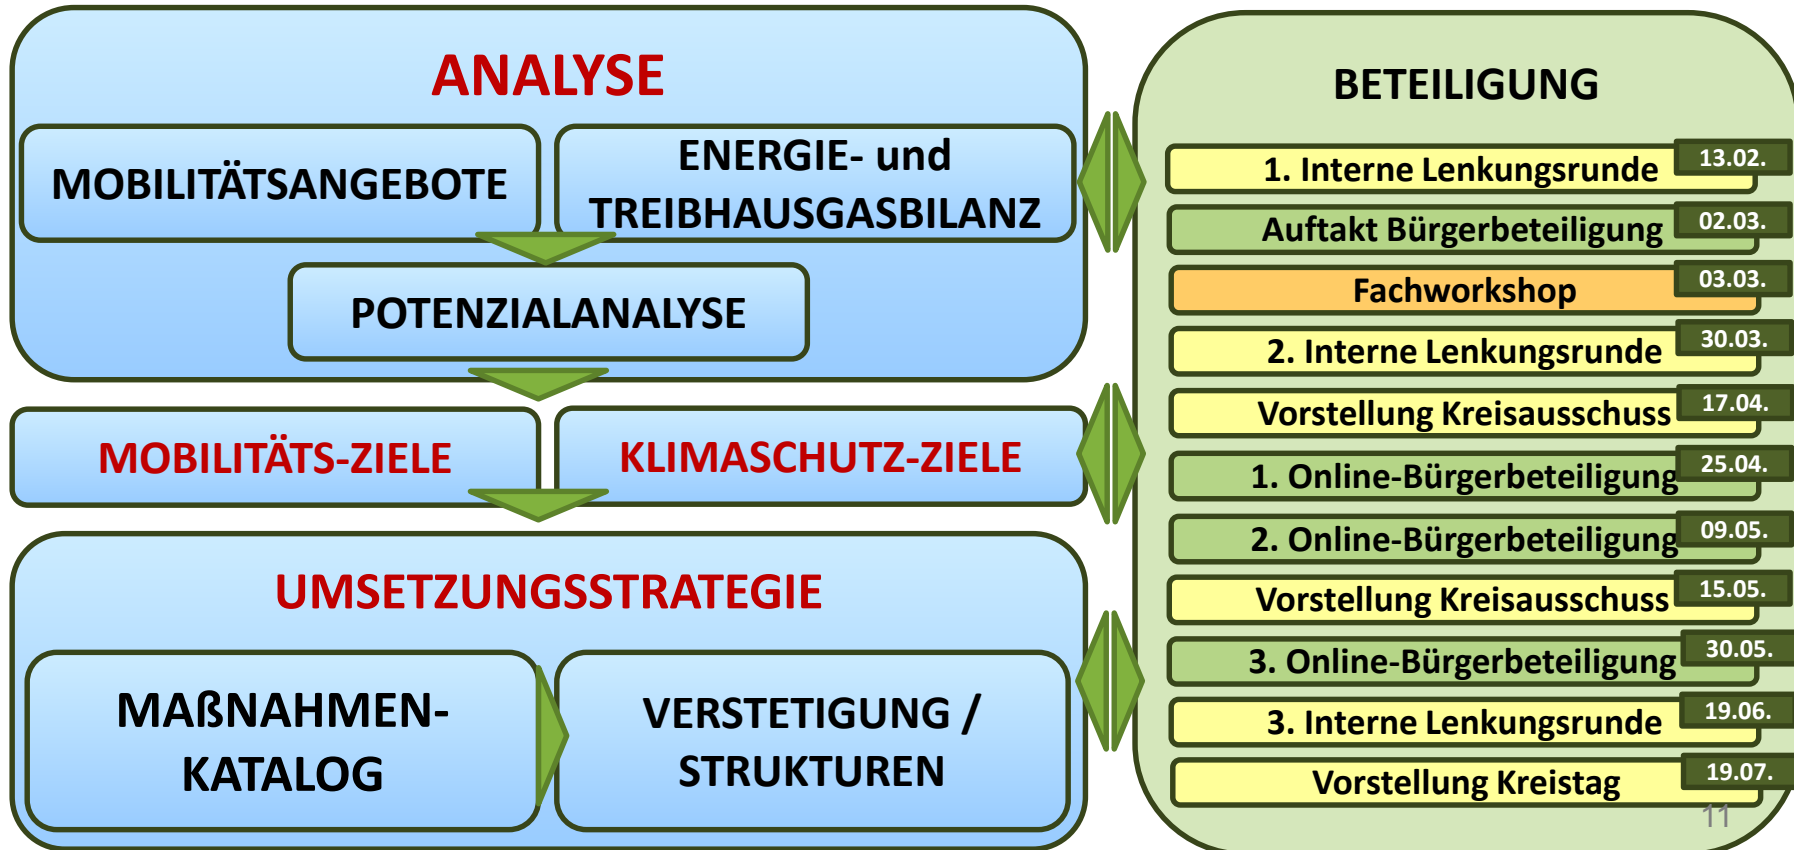 ANALYSE
MOBILITÄTSANGEBOTE
ENERGIE- und
TREIBHAUSGASBILANZ
POTENZIALANALYSE
MOBILITÄTS-ZIELE
KLIMASCHUTZ-ZIELE
UMSETZUNGSSTRATEGIE
MAßNAHMEN-
KATALOG
VERSTETIGUNG /
STRUKTUREN
BETEILIGUNG
1. Interne Lenkungsrunde 13.02.
Auftakt Bürgerbeteiligung 02.03.
Fachworkshop 03.03.
2. Interne Lenkungsrunde 30.03.
Vorstellung Kreisausschuss 17.04.
1. Online-Bürgerbeteiligung 25.04.
2. Online-Bürgerbeteiligung 09.05.
Vorstellung Kreisausschuss 15.05.
3. Online-Bürgerbeteiligung 30.05.
3. Interne Lenkungsrunde 19.06.
Vorstellung Kreistag 19.07.
11